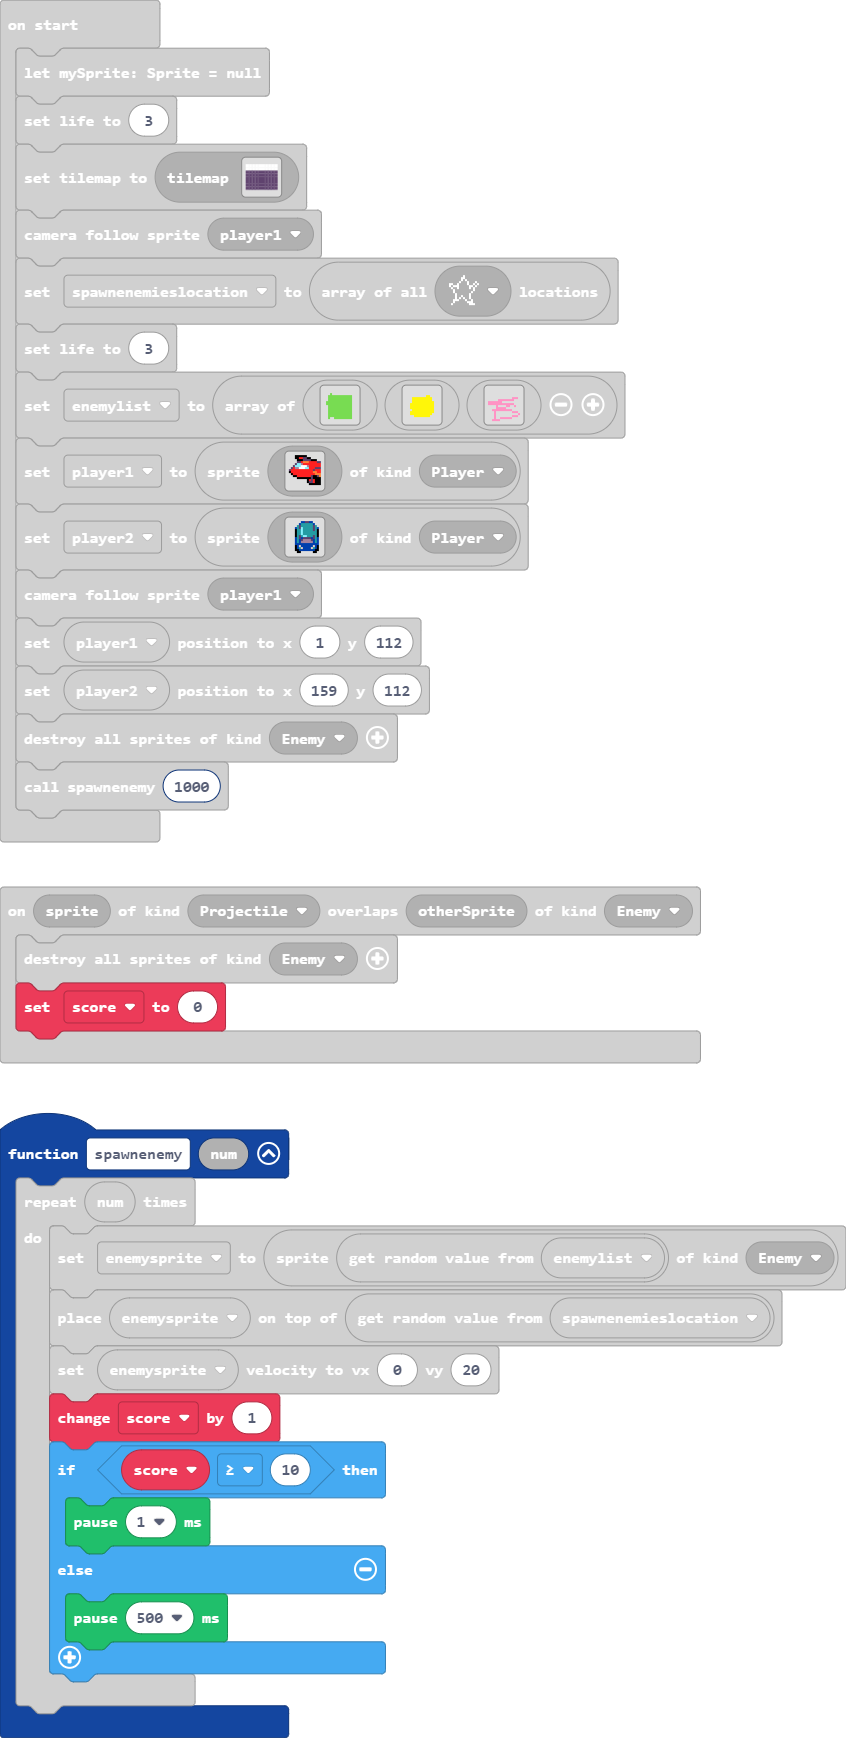 on start
let mySprite: Sprite = null
set life to 3
set tilemap to tilemap
camera follow sprite player1
set spawnenemieslocation to array of all locations
set life to 3
set enemylist to array of
set player1 to sprite of kind Player
set player2 to sprite of kind Player
camera follow sprite player1
set player1 position to x 1 y 112
set player2 position to x 159 y 112
destroy all sprites of kind Enemy
call spawnenemy 1000
on sprite of kind Projectile overlaps otherSprite of kind Enemy
destroy all sprites of kind Enemy
set score to 0
function spawnenemy num
repeat num times
do
set enemysprite to sprite get random value from enemylist of kind Enemy
place enemysprite on top of get random value from spawnenemieslocation
set enemysprite velocity to vx 0 vy 20
change score by 1
if score ≥ 10 then
pause 1 ms
else
pause 500 ms